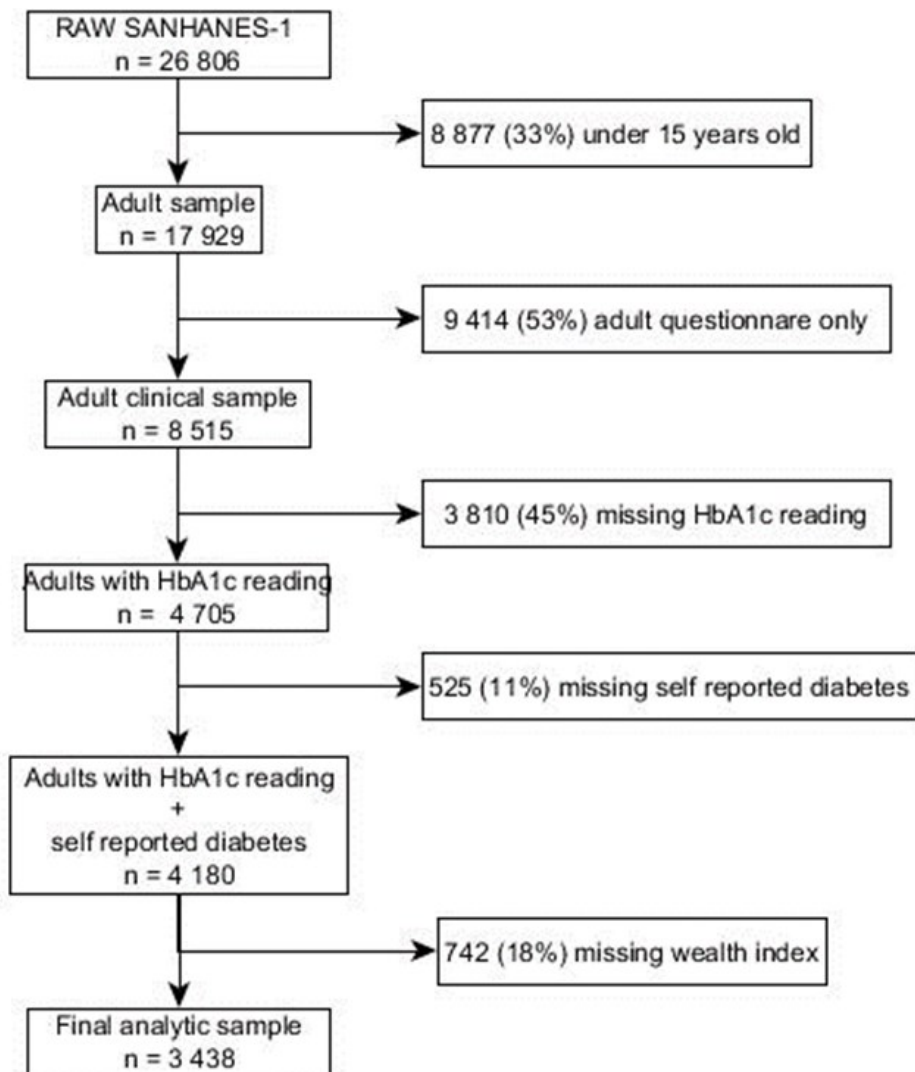 RAW SANHANES-1
n = 26 806
8 877 (33%) under 15 years old
Adult sample
n = 17 929
9 414 (53%) adult questionnare only
Adult clinical sample
n = 8 515
3 810 (45%) missing HbA1c reading
Adults with HbA1c reading
n = 4 705
525 (11%) missing self reported diabetes
Adults with HbA1c reading
+
self reported diabetes
n = 4 180
742 (18%) missing wealth index
Final analytic sample
n = 3 438